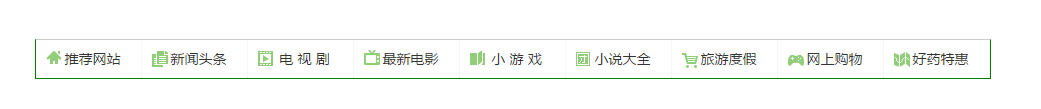 推荐网站 新闻头条 电 视 剧 最新电影 小 游 戏 小说大全 旅游度假 网上购物 好药特惠